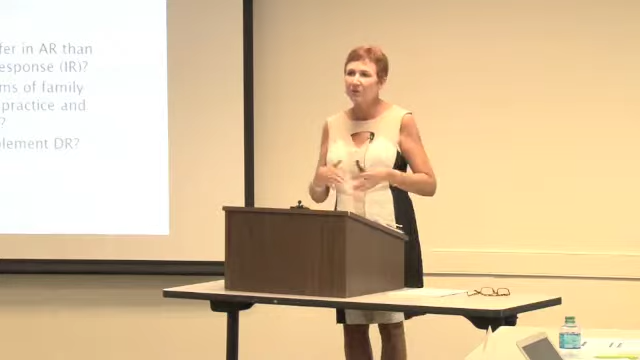 fer in AR than
esponse (IR)?
ms of family
practice and
?
plement DR?